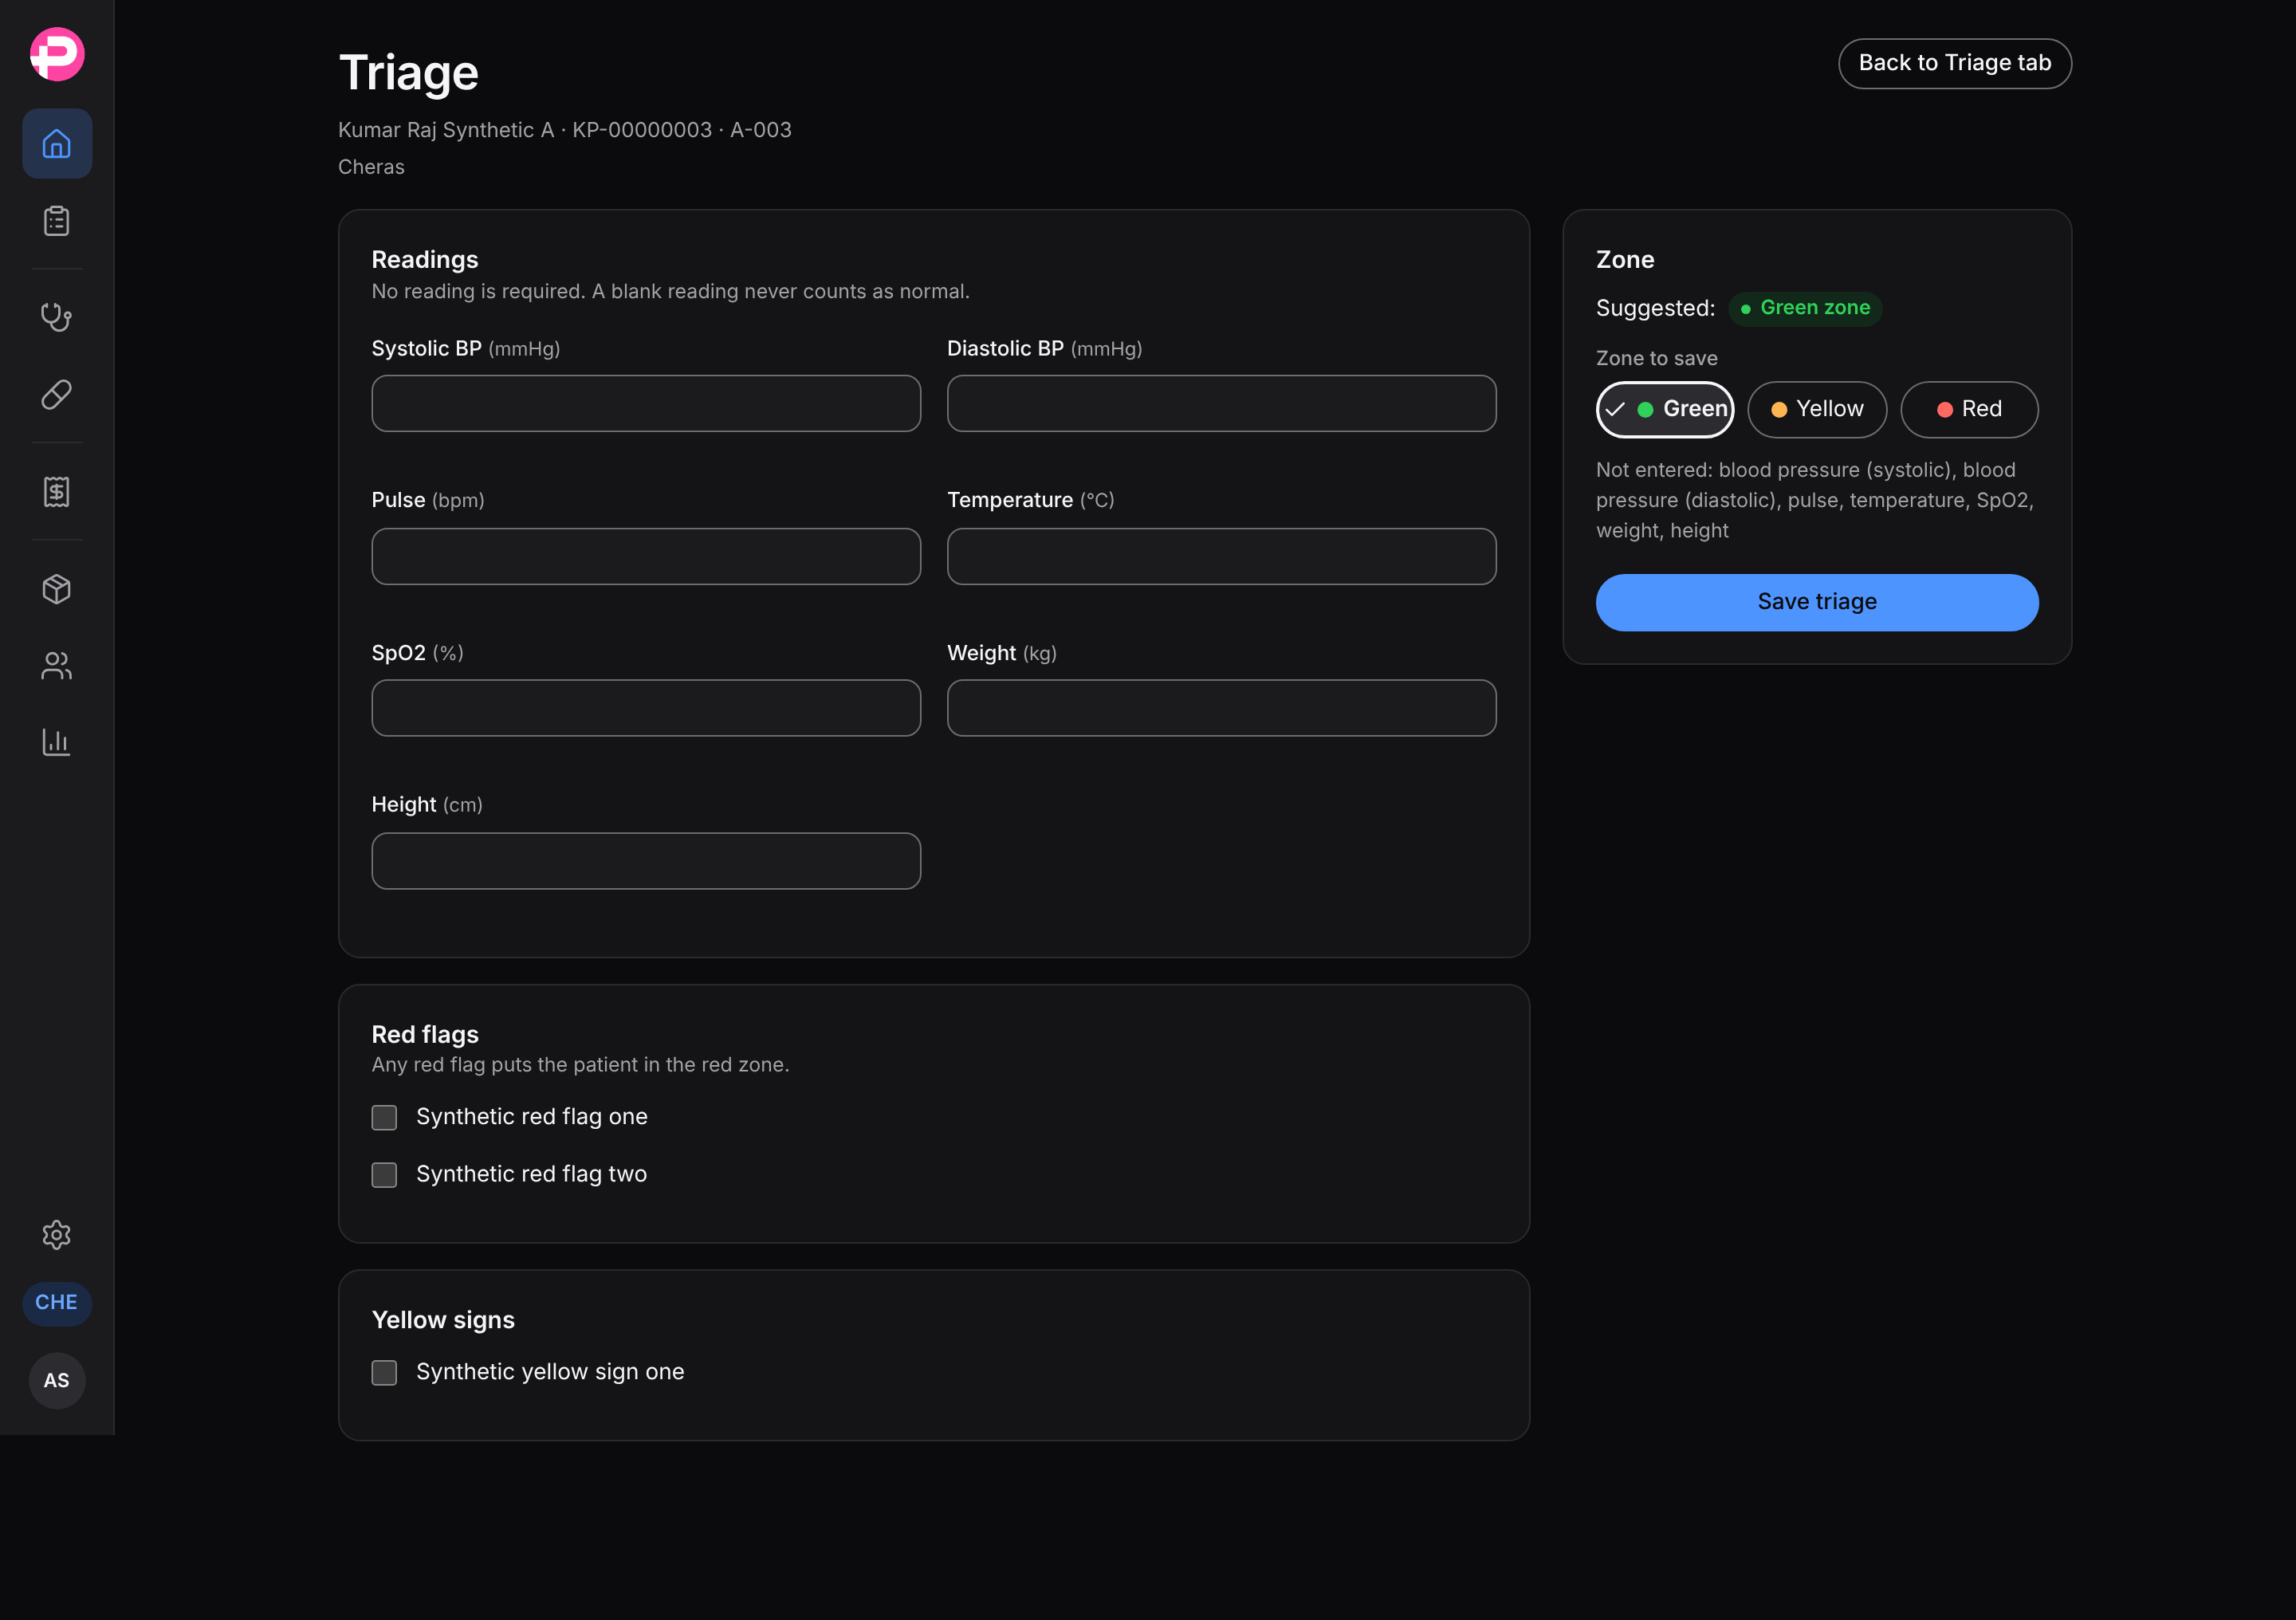 Triage
Back to Triage tab
Kumar Raj Synthetic A · KP-00000003 · A-003
Cheras
Readings
No reading is required. A blank reading never counts as normal.
Systolic BP (mmHg)
Diastolic BP (mmHg)
Pulse (bpm)
Temperature (°C)
SpO2 (%)
Weight (kg)
Height (cm)
Zone
Suggested: Green zone
Zone to save
Green
Yellow
Red
Not entered: blood pressure (systolic), blood
pressure (diastolic), pulse, temperature, SpO2,
weight, height
Save triage
Red flags
Any red flag puts the patient in the red zone.
Synthetic red flag one
Synthetic red flag two
Yellow signs
Synthetic yellow sign one
CHE
AS